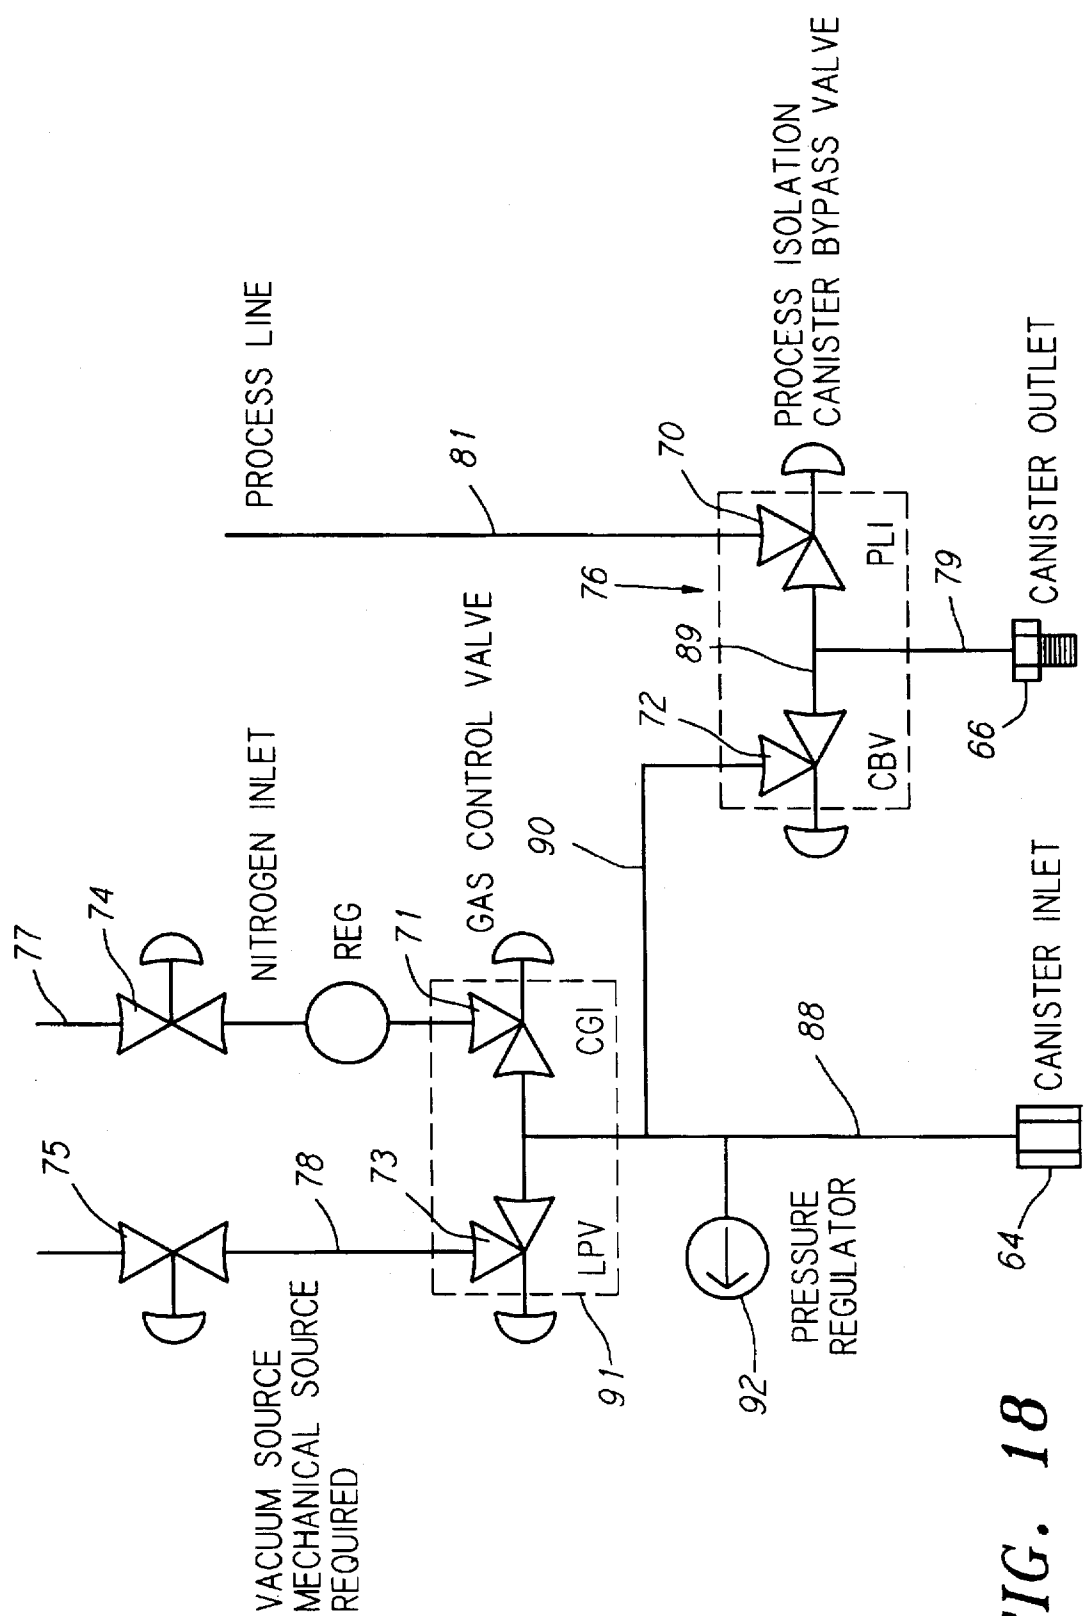 VACUUM SOURCE
MECHANICAL SOURCE
REQUIRED
75
78
73
77
74
NITROGEN INLET
REG
71
GAS CONTROL VALVE
LPV
CGI
91
PROCESS LINE
81
90
76
70
72
89
CBV
PLI
PROCESS ISOLATION
CANISTER BYPASS VALVE
79
66
CANISTER OUTLET
92
PRESSURE
REGULATOR
88
64
CANISTER INLET
FIG. 18